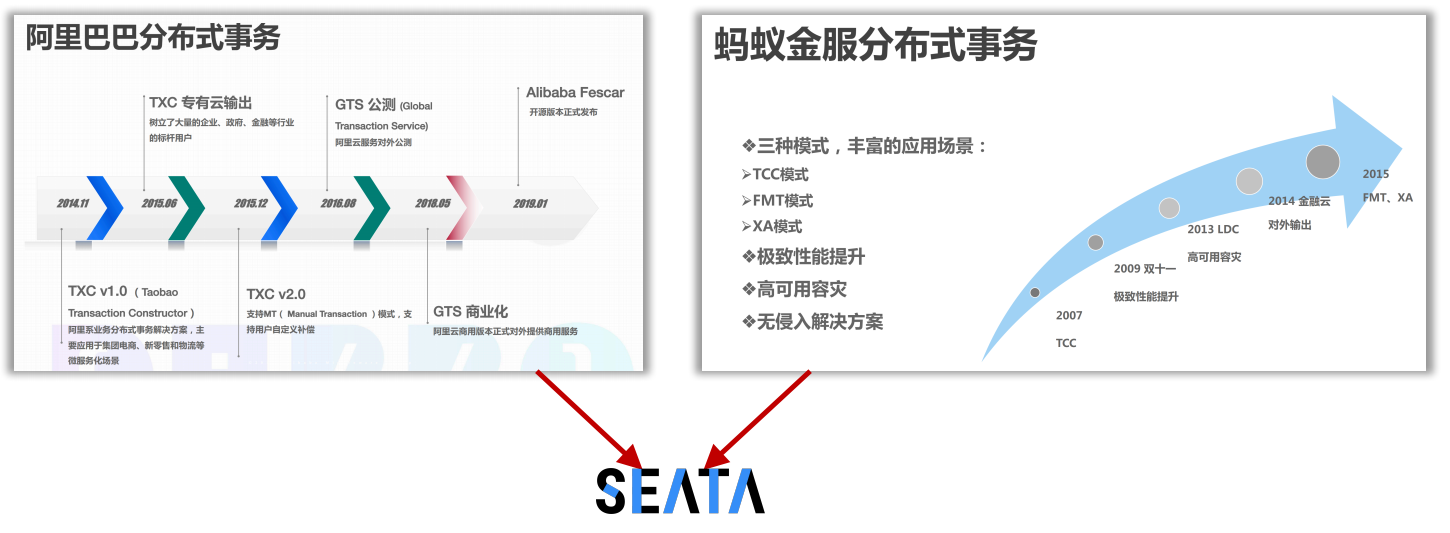 阿里巴巴分布式事务
TXC 专有云输出
树立了大量的企业、政府、金融等行业
的标杆用户
GTS 公测 (Global
Transaction Service)
阿里云服务对外公测
Alibaba Fescar
开源版本正式发布
2014.11
2015.06
2015.12
2016.08
2018.05
2019.01
TXC v1.0 （ Taobao
Transaction Constructor ）
阿里系业务分布式事务解决方案，主
要应用于集团电商、新零售和物流等
微服务化场景
TXC v2.0
支持MT（ Manual Transaction ）模式，支
持用户自定义补偿
GTS 商业化
阿里云商用版本正式对外提供商用服务
蚂蚁金服分布式事务
❖三种模式，丰富的应用场景：
➢TCC模式
➢FMT模式
➢XA模式
❖极致性能提升
❖高可用容灾
❖无侵入解决方案
2007
TCC
2009 双十一
极致性能提升
2013 LDC
高可用容灾
2014 金融云
对外输出
2015
FMT、XA
SEATA